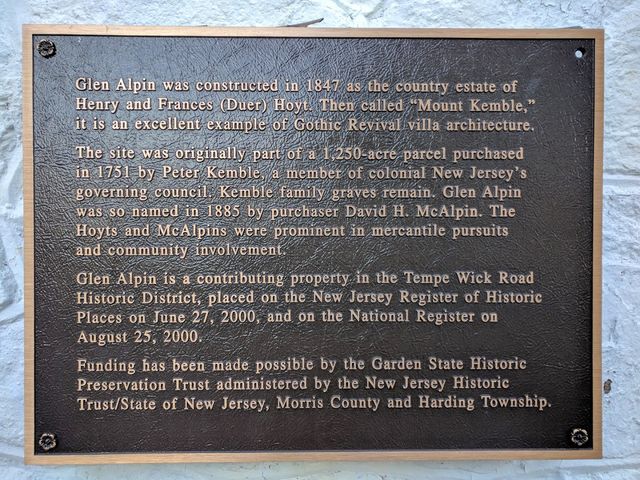 Glen Alpin was constructed in 1847 as the country estate of
Henry and Frances (Duer) Hoyt. Then called “Mount Kemble,”
it is an excellent example of Gothic Revival villa architecture.
The site was originally part of a 1,250-acre parcel purchased
in 1751 by Peter Kemble, a member of colonial New Jersey’s
governing council. Kemble family graves remain. Glen Alpin
was so named in 1885 by purchaser David H. McAlpin. The
Hoyts and McAlpins were prominent in mercantile pursuits
and community involvement.
Glen Alpin is a contributing property in the Tempe Wick Road
Historic District, placed on the New Jersey Register of Historic
Places on June 27, 2000, and on the National Register on
August 25, 2000.
Funding has been made possible by the Garden State Historic
Preservation Trust administered by the New Jersey Historic
Trust/State of New Jersey, Morris County and Harding Township.